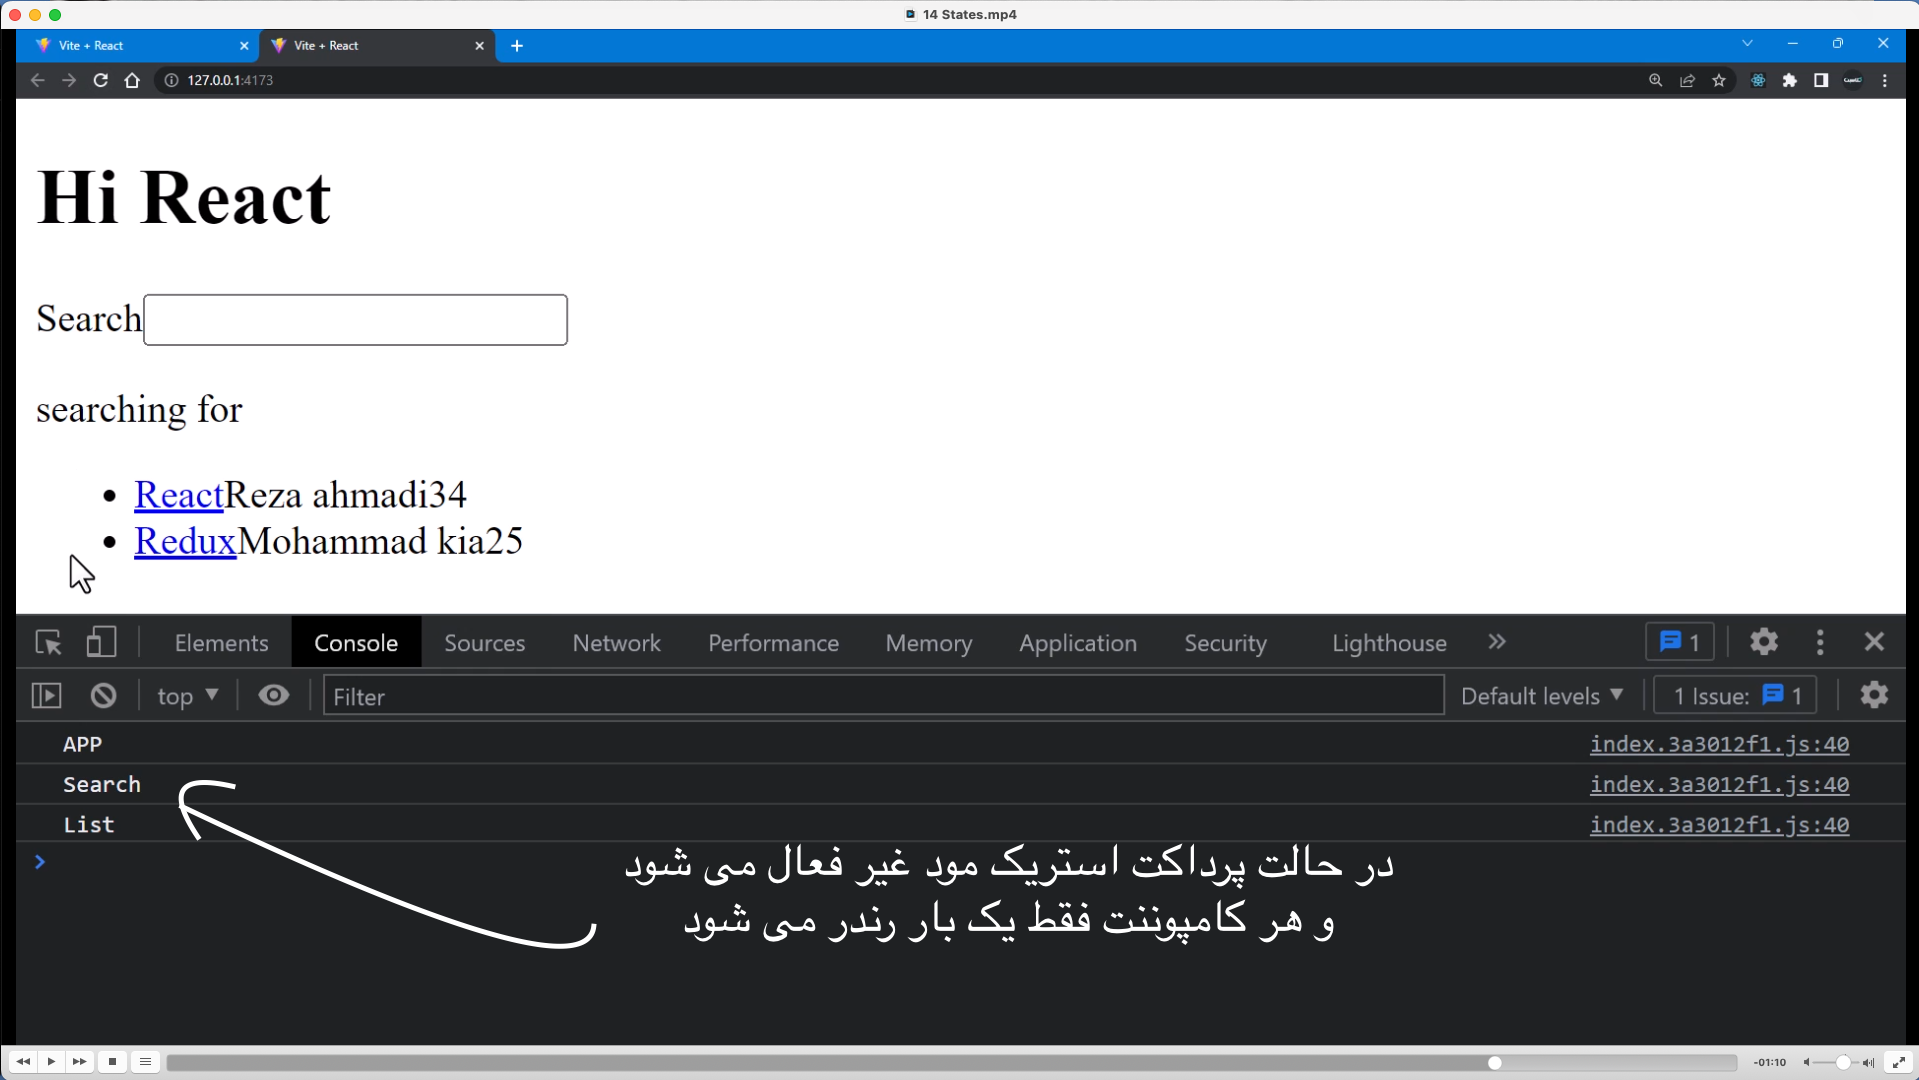 14 States.mp4
Vite + React
Vite + React
127.0.0.1:4173
Hi React
Search
searching for
ReactReza ahmadi34
ReduxMohammad kia25
Elements Console Sources Network Performance Memory Application Security Lighthouse 1
top Filter Default levels 1 Issue: 1
APP index.3a3012f1.js:40
Search index.3a3012f1.js:40
List index.3a3012f1.js:40
در حالت پرداکت استریک مود غیر فعال می شود
و هر کامپوننت فقط یک بار رندر می شود
-01:10